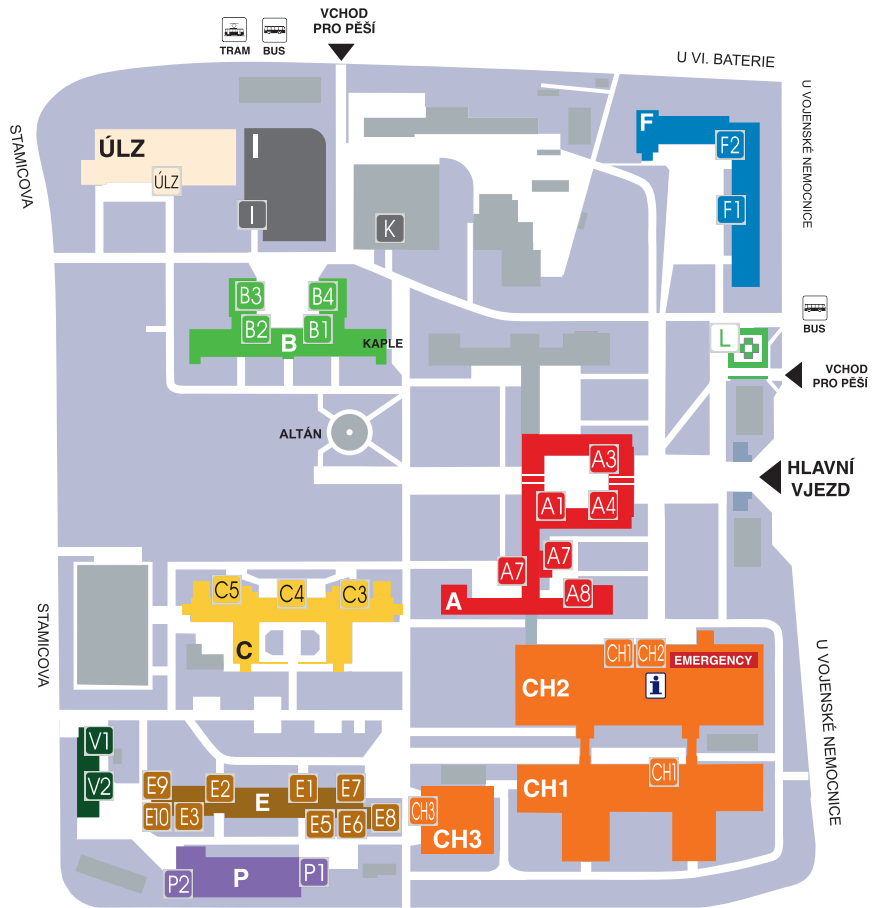 VCHOD
PRO PĚŠÍ
TRAM
BUS
U VI. BATERIE
U VOJENSKÉ NEMOCNICE
STAMICOVA
ÚLZ
ÚLZ
I
I
K
F
F2
F1
B3
B4
B2
B1
B
KAPLE
BUS
L
VCHOD
PRO PĚŠÍ
ALTÁN
A3
A1
A4
HLAVNÍ
VJEZD
A7
A7
A8
A
C5
C4
C3
C
STAMICOVA
CH1
CH2
EMERGENCY
i
CH2
U VOJENSKÉ NEMOCNICE
V1
V2
E9
E2
E1
E7
E
E10
E3
E5
E6
E8
CH1
CH1
CH3
CH3
P2
P
P1